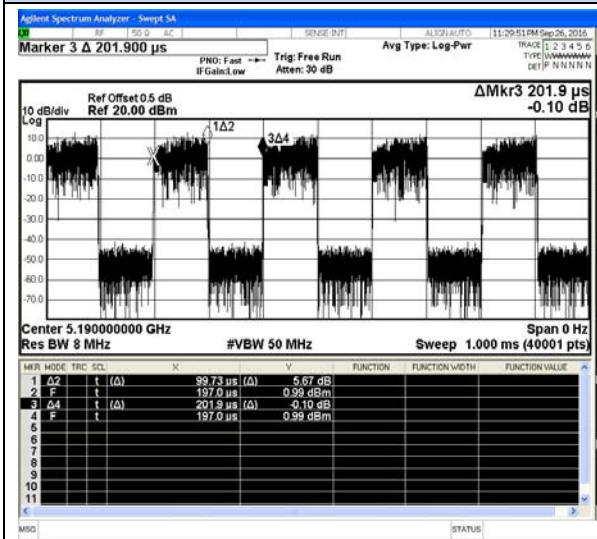 Agilent Spectrum Analyzer - Swept SA
RF 50 Ω AC SENSE:INT ALIGN AUTO 11:29:51 PM Sep 26, 2016
Marker 3 Δ 201.900 µs
PNO: Fast
IFGain:Low
Trig: Free Run
Atten: 30 dB
Avg Type: Log-Pwr
TRACE 1 2 3 4 5 6
TYPE
DET P N N N N N
ΔMkr3 201.9 µs
-0.10 dB
Ref Offset 0.5 dB
10 dB/div Ref 20.00 dBm
Log
1Δ2
3Δ4
10.0
0.00
-10.0
-20.0
-30.0
-40.0
-50.0
-60.0
-70.0
Center 5.190000000 GHz Span 0 Hz
Res BW 8 MHz #VBW 50 MHz Sweep 1.000 ms (40001 pts)
MKR MODE TRC SCL X Y FUNCTION FUNCTION WIDTH FUNCTION VALUE
1 Δ2 t (Δ) 99.73 µs (Δ) 5.67 dB
2 F t 197.0 µs 0.99 dBm
3 Δ4 t (Δ) 201.9 µs (Δ) -0.10 dB
4 F t 197.0 µs 0.99 dBm
5
6
7
8
9
10
11
MSG STATUS